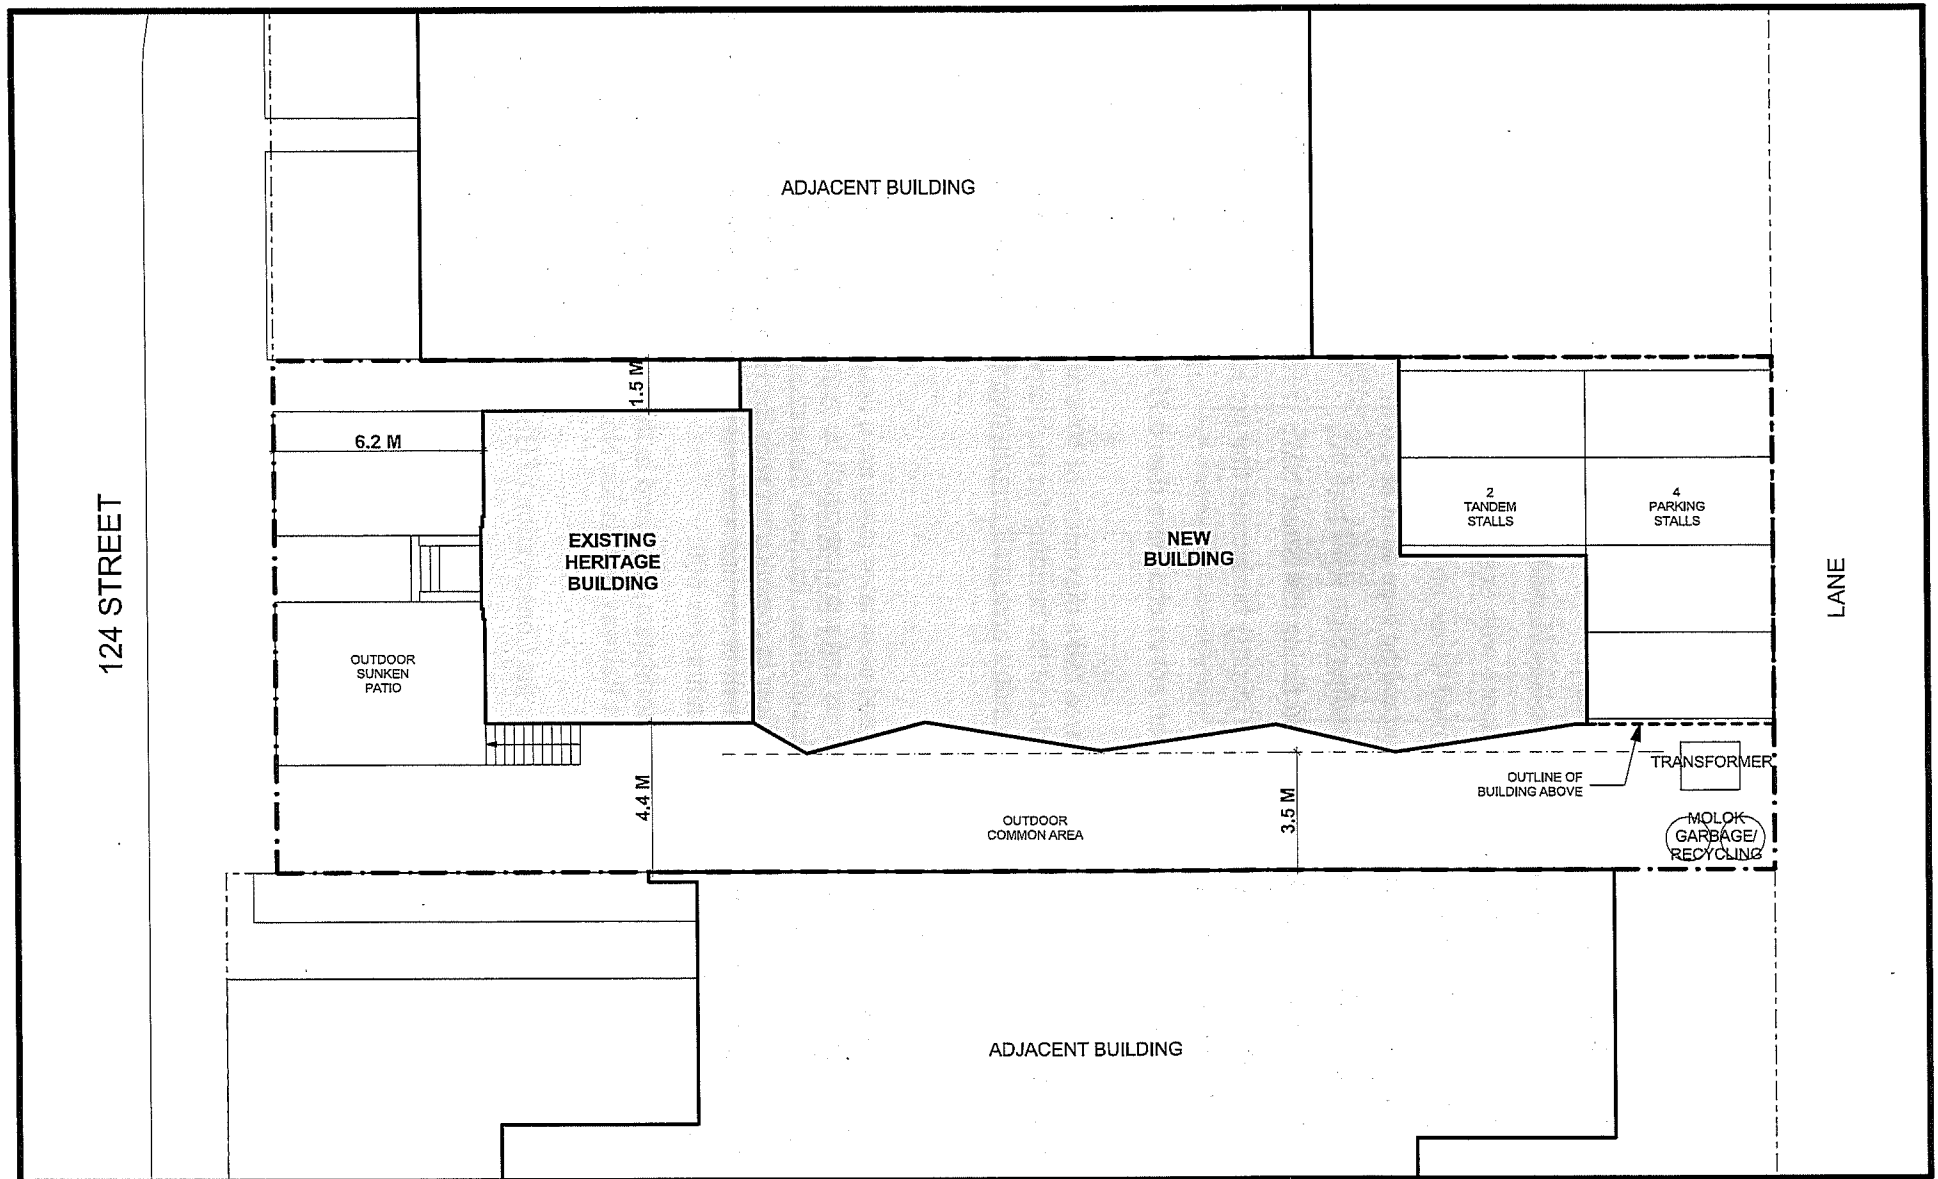 ADJACENT BUILDING
1.5 M
6.2 M
124 STREET
EXISTING
HERITAGE
BUILDING
NEW
BUILDING
2
TANDEM
STALLS
4
PARKING
STALLS
LANE
OUTDOOR
SUNKEN
PATIO
4.4 M
OUTDOOR
COMMON AREA
3.5 M
OUTLINE OF
BUILDING ABOVE
TRANSFORMER
MOLOK
GARBAGE/
RECYCLING
ADJACENT BUILDING